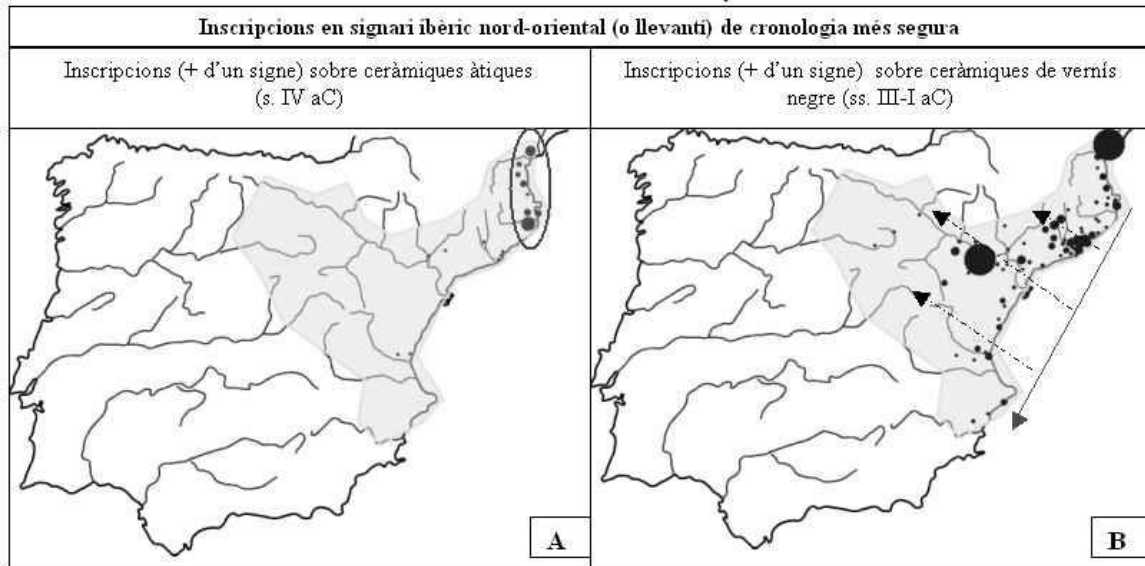 Inscripcions en signari ibèric nord-oriental (o llevantí) de cronologia més segura
Inscripcions (+ d'un signe) sobre ceràmiques àtiques
(s. IV aC)
Inscripcions (+ d'un signe) sobre ceràmiques de vernís
negre (ss. III-I aC)
A
B